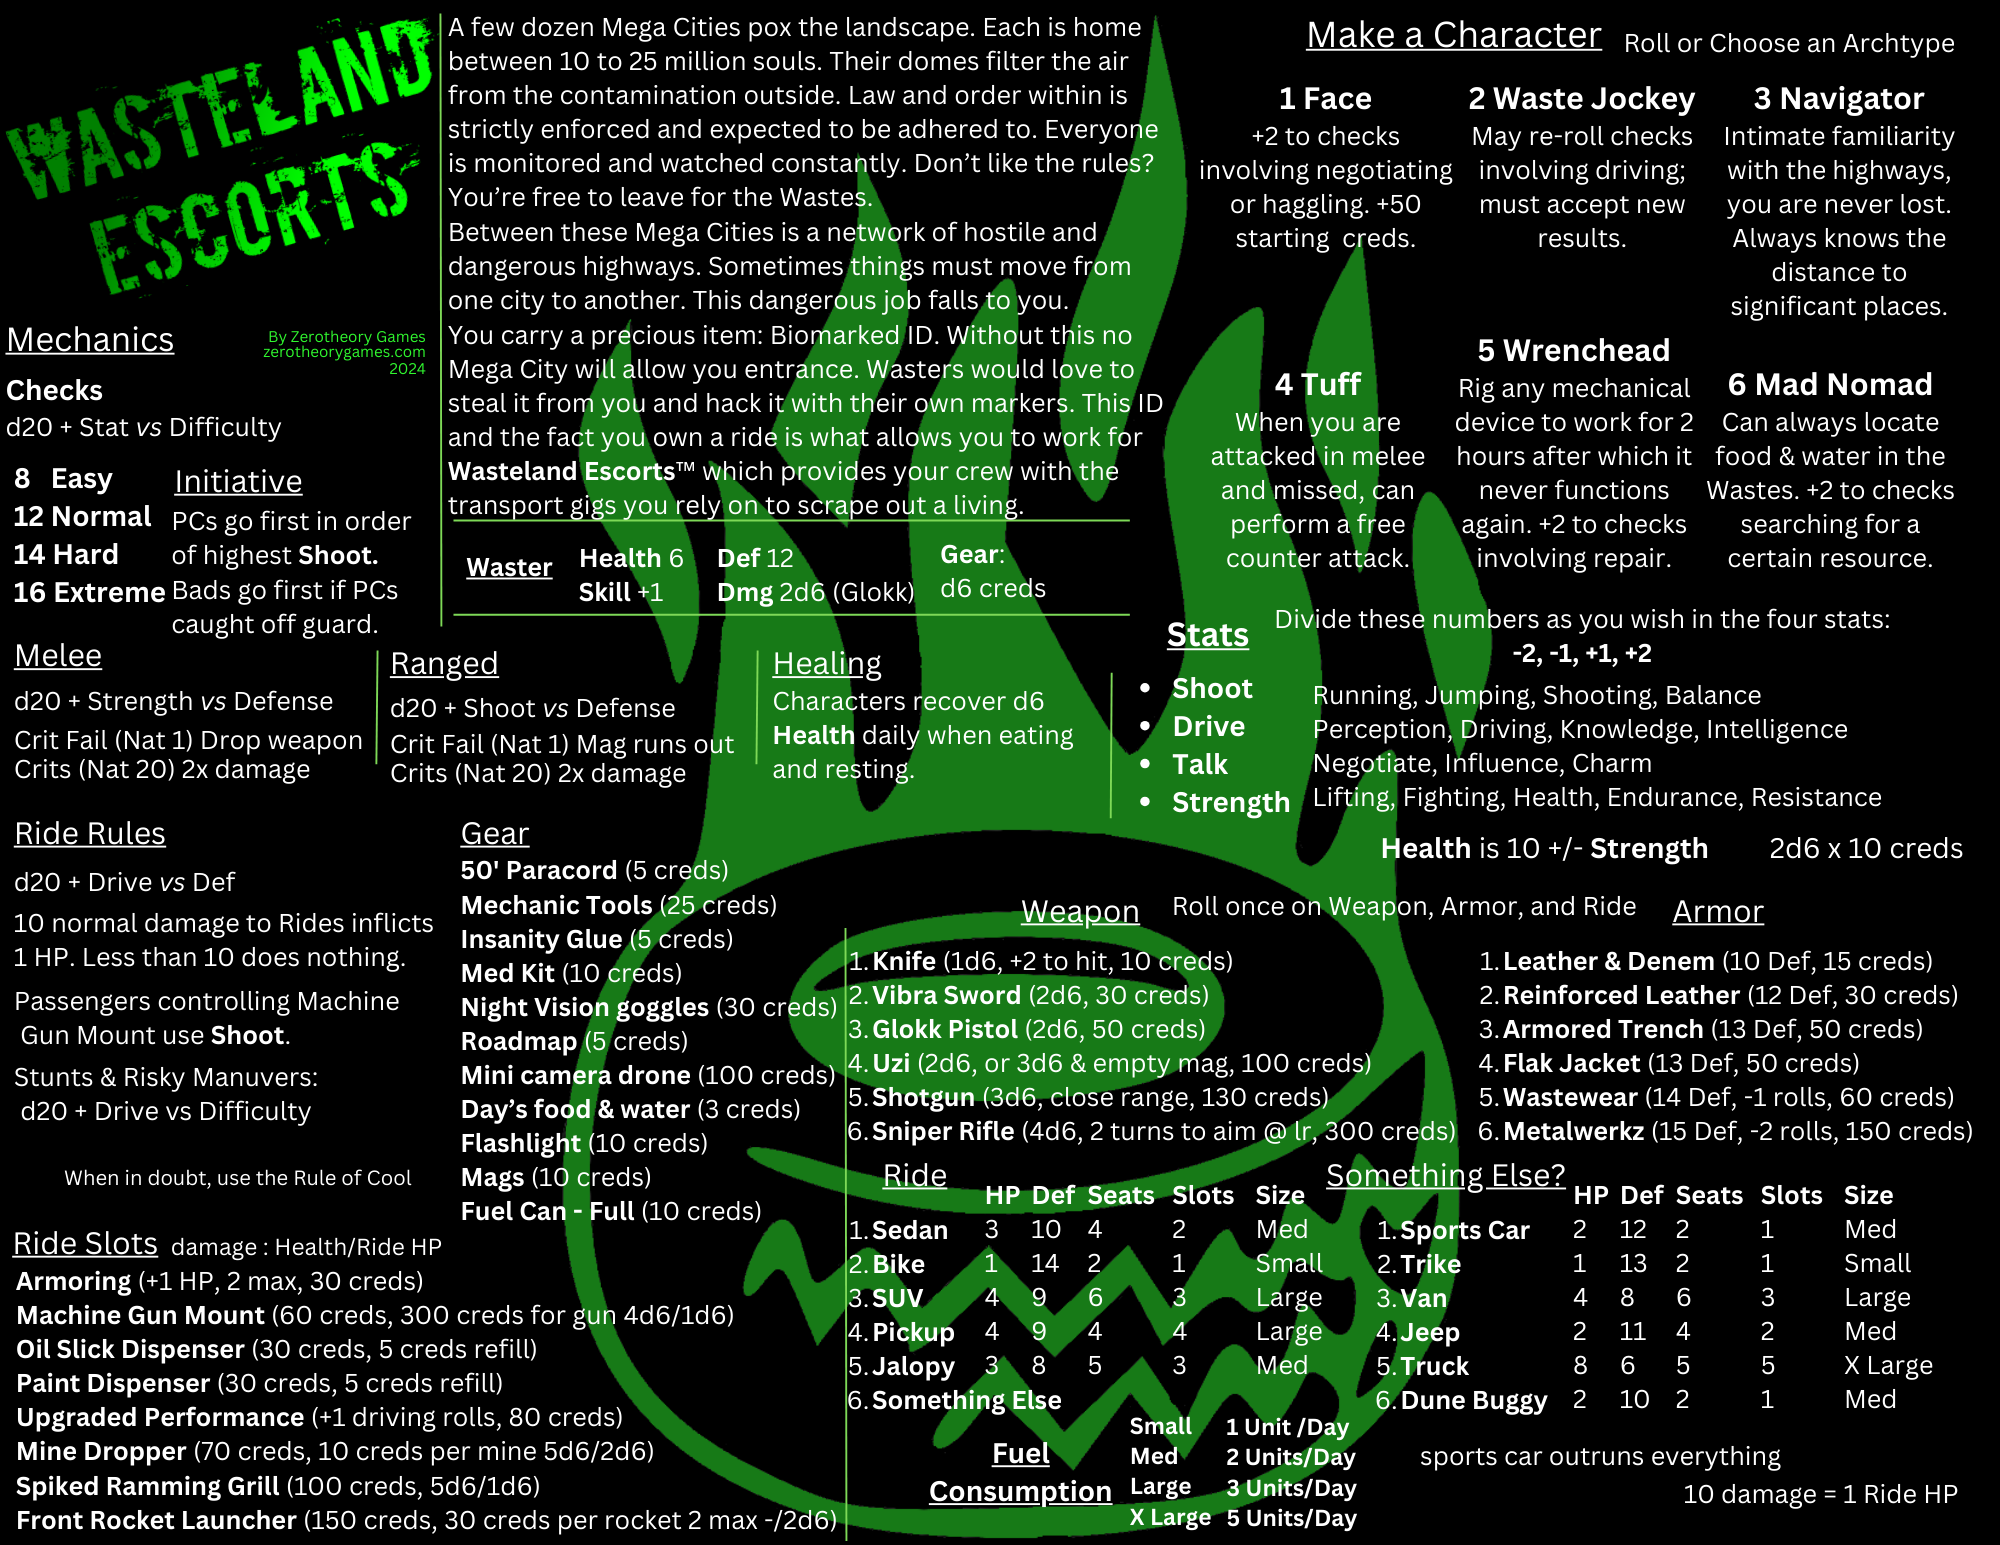 WASTELAND
ESCORTS
By Zerotheory Games
zerotheorygames.com
2024
A few dozen Mega Cities pox the landscape. Each is home
between 10 to 25 million souls. Their domes filter the air
from the contamination outside. Law and order within is
strictly enforced and expected to be adhered to. Everyone
is monitored and watched constantly. Don't like the rules?
You're free to leave for the Wastes.
Between these Mega Cities is a network of hostile and
dangerous highways. Sometimes things must move from
one city to another. This dangerous job falls to you.
You carry a precious item: Biomarked ID. Without this no
Mega City will allow you entrance. Wasters would love to
steal it from you and hack it with their own markers. This ID
and the fact you own a ride is what allows you to work for
Wasteland Escorts™ which provides your crew with the
transport gigs you rely on to scrape out a living.
Waster
Health 6 Def 12 Gear:
Skill +1 Dmg 2d6 (Glokk) d6 creds
Mechanics
Checks
d20 + Stat vs Difficulty
8 Easy
12 Normal
14 Hard
16 Extreme
Initiative
PCs go first in order
of highest Shoot.
Bads go first if PCs
caught off guard.
Melee
d20 + Strength vs Defense
Crit Fail (Nat 1) Drop weapon
Crits (Nat 20) 2x damage
Ranged
d20 + Shoot vs Defense
Crit Fail (Nat 1) Mag runs out
Crits (Nat 20) 2x damage
Healing
Characters recover d6
Health daily when eating
and resting.
Make a Character Roll or Choose an Archtype
1 Face
+2 to checks
involving negotiating
or haggling. +50
starting creds.
2 Waste Jockey
May re-roll checks
involving driving;
must accept new
results.
3 Navigator
Intimate familiarity
with the highways,
you are never lost.
Always knows the
distance to
significant places.
4 Tuff
When you are
attacked in melee
and missed, can
perform a free
counter attack.
5 Wrenchead
Rig any mechanical
device to work for 2
hours after which it
never functions
again. +2 to checks
involving repair.
6 Mad Nomad
Can always locate
food & water in the
Wastes. +2 to checks
searching for a
certain resource.
Stats
Divide these numbers as you wish in the four stats:
-2, -1, +1, +2
• Shoot Running, Jumping, Shooting, Balance
• Drive Perception, Driving, Knowledge, Intelligence
• Talk Negotiate, Influence, Charm
• Strength Lifting, Fighting, Health, Endurance, Resistance
Health is 10 +/- Strength 2d6 x 10 creds
Ride Rules
d20 + Drive vs Def
10 normal damage to Rides inflicts
1 HP. Less than 10 does nothing.
Passengers controlling Machine
Gun Mount use Shoot.
Stunts & Risky Manuvers:
d20 + Drive vs Difficulty
When in doubt, use the Rule of Cool
Gear
50' Paracord (5 creds)
Mechanic Tools (25 creds)
Insanity Glue (5 creds)
Med Kit (10 creds)
Night Vision goggles (30 creds)
Roadmap (5 creds)
Mini camera drone (100 creds)
Day's food & water (3 creds)
Flashlight (10 creds)
Mags (10 creds)
Fuel Can - Full (10 creds)
Ride Slots damage : Health/Ride HP
Armoring (+1 HP, 2 max, 30 creds)
Machine Gun Mount (60 creds, 300 creds for gun 4d6/1d6)
Oil Slick Dispenser (30 creds, 5 creds refill)
Paint Dispenser (30 creds, 5 creds refill)
Upgraded Performance (+1 driving rolls, 80 creds)
Mine Dropper (70 creds, 10 creds per mine 5d6/2d6)
Spiked Ramming Grill (100 creds, 5d6/1d6)
Front Rocket Launcher (150 creds, 30 creds per rocket 2 max -/2d6)
Weapon Roll once on Weapon, Armor, and Ride Armor
1. Knife (1d6, +2 to hit, 10 creds)
2. Vibra Sword (2d6, 30 creds)
3. Glokk Pistol (2d6, 50 creds)
4. Uzi (2d6, or 3d6 & empty mag, 100 creds)
5. Shotgun (3d6, close range, 130 creds)
6. Sniper Rifle (4d6, 2 turns to aim @ lr, 300 creds)
1. Leather & Denem (10 Def, 15 creds)
2. Reinforced Leather (12 Def, 30 creds)
3. Armored Trench (13 Def, 50 creds)
4. Flak Jacket (13 Def, 50 creds)
5. Wastewear (14 Def, -1 rolls, 60 creds)
6. Metalwerkz (15 Def, -2 rolls, 150 creds)
Ride HP Def Seats Slots Size
1. Sedan 3 10 4 2 Med
2. Bike 1 14 2 1 Small
3. SUV 4 9 6 3 Large
4. Pickup 4 9 4 4 Large
5. Jalopy 3 8 5 3 Med
6. Something Else
Something Else? HP Def Seats Slots Size
1. Sports Car 2 12 2 1 Med
2. Trike 1 13 2 1 Small
3. Van 4 8 6 3 Large
4. Jeep 2 11 4 2 Med
5. Truck 8 6 5 5 X Large
6. Dune Buggy 2 10 2 1 Med
Fuel
Consumption
Small 1 Unit /Day
Med 2 Units/Day
Large 3 Units/Day
X Large 5 Units/Day
sports car outruns everything
10 damage = 1 Ride HP